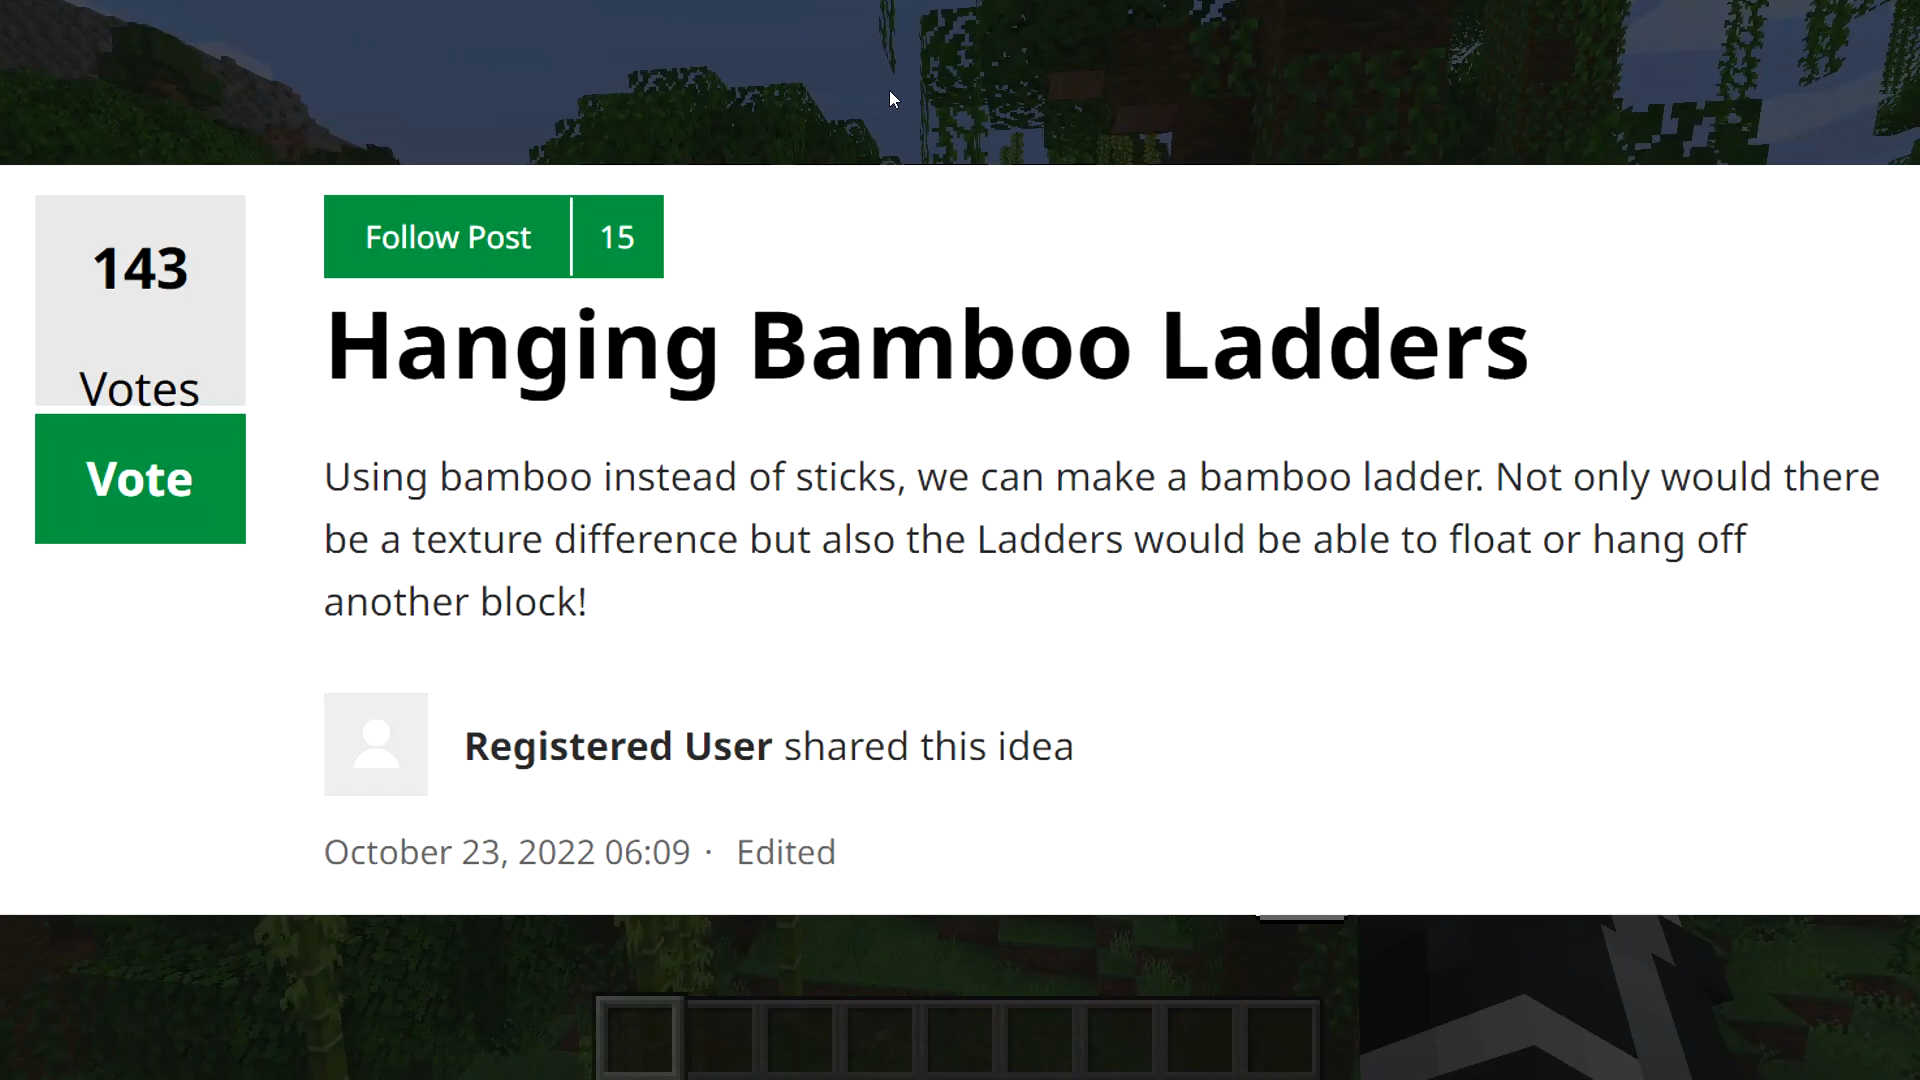 143
Votes
Vote
Follow Post 15
Hanging Bamboo Ladders
Using bamboo instead of sticks, we can make a bamboo ladder. Not only would there
be a texture difference but also the Ladders would be able to float or hang off
another block!
Registered User shared this idea
October 23, 2022 06:09 · Edited